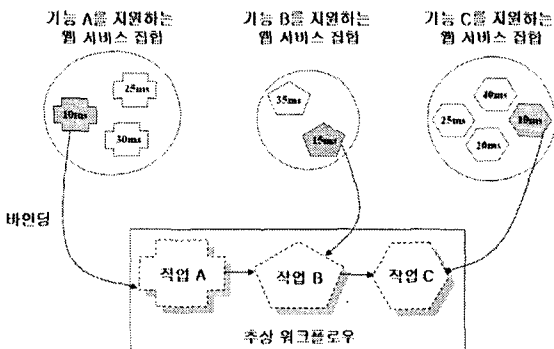 기능 A를 지원하는
웹 서비스 집합
기능 B를 지원하는
웹 서비스 집합
기능 C를 지원하는
웹 서비스 집합
25ms
10ms
30ms
35ms
15ms
40ms
25ms
10ms
20ms
바인딩
작업 A
작업 B
작업 C
추상 워크플로우